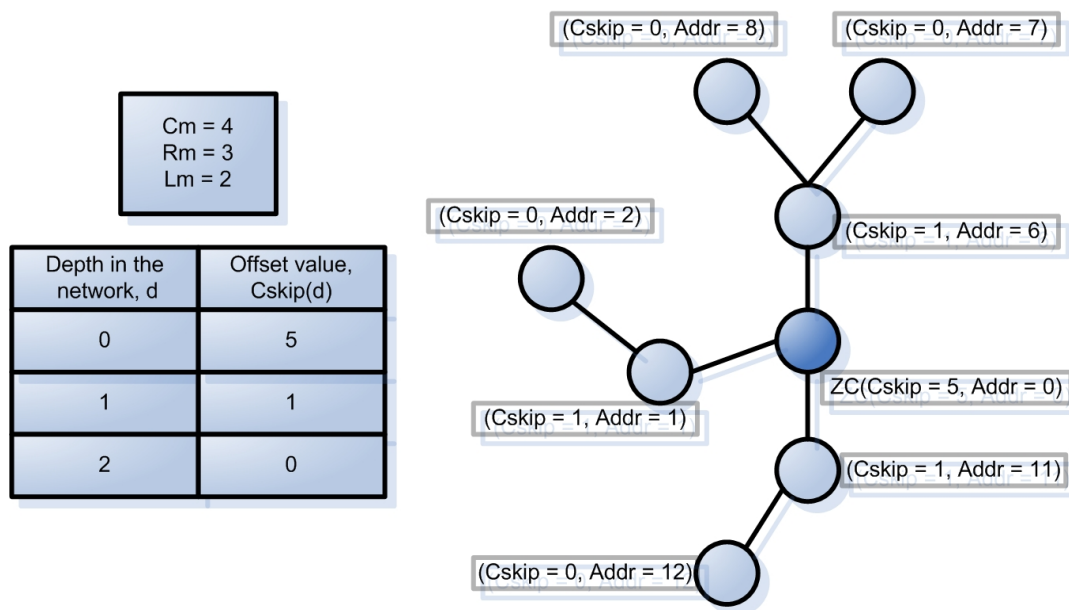 Cm = 4
Rm = 3
Lm = 2
Depth in the
network, d
Offset value,
Cskip(d)
0
5
1
1
2
0
(Cskip = 0, Addr = 8)
(Cskip = 0, Addr = 7)
(Cskip = 0, Addr = 2)
(Cskip = 1, Addr = 6)
ZC(Cskip = 5, Addr = 0)
(Cskip = 1, Addr = 1)
(Cskip = 1, Addr = 11)
(Cskip = 0, Addr = 12)